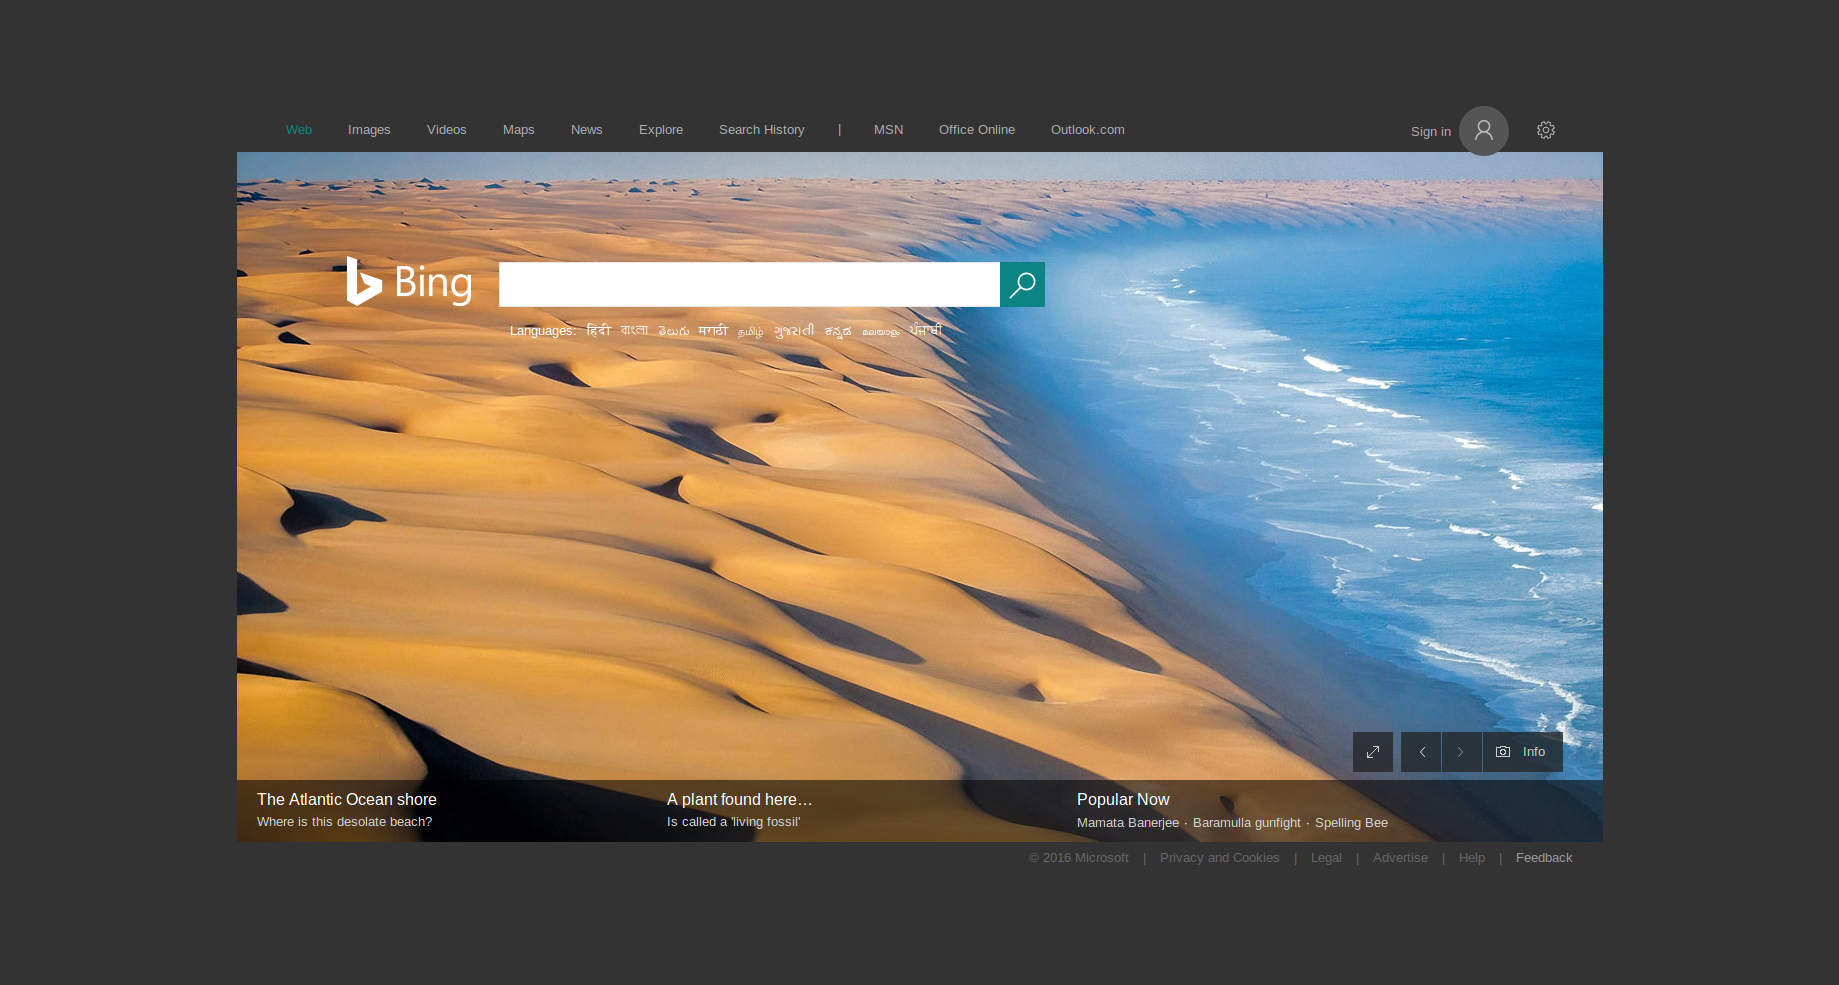 Web Images Videos Maps News Explore Search History | MSN Office Online Outlook.com Sign in
Bing
Languages: हिंदी বাংলা తెలుగు मराठी தமிழ் ગુજરાતી ಕನ್ನಡ മലയാളം ਪੰਜਾਬੀ
Info
The Atlantic Ocean shore
Where is this desolate beach?
A plant found here…
Is called a 'living fossil'
Popular Now
Mamata Banerjee · Baramulla gunfight · Spelling Bee
© 2016 Microsoft | Privacy and Cookies | Legal | Advertise | Help | Feedback